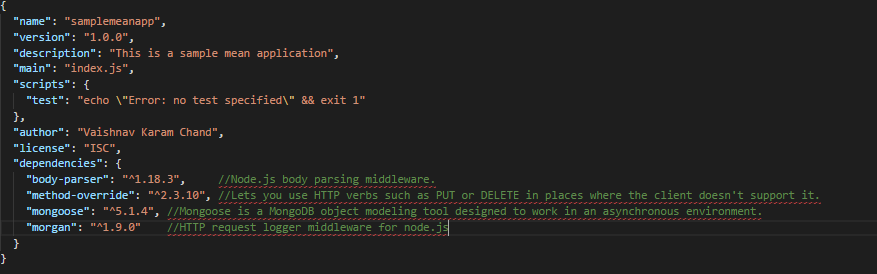 {
  "name": "samplemeanapp",
  "version": "1.0.0",
  "description": "This is a sample mean application",
  "main": "index.js",
  "scripts": {
    "test": "echo \"Error: no test specified\" && exit 1"
  },
  "author": "Vaishnav Karam Chand",
  "license": "ISC",
  "dependencies": {
    "body-parser": "^1.18.3",     //Node.js body parsing middleware.
    "method-override": "^2.3.10", //Lets you use HTTP verbs such as PUT or DELETE in places where the client doesn't support it.
    "mongoose": "^5.1.4", //Mongoose is a MongoDB object modeling tool designed to work in an asynchronous environment.
    "morgan": "^1.9.0"    //HTTP request logger middleware for node.js
  }
}